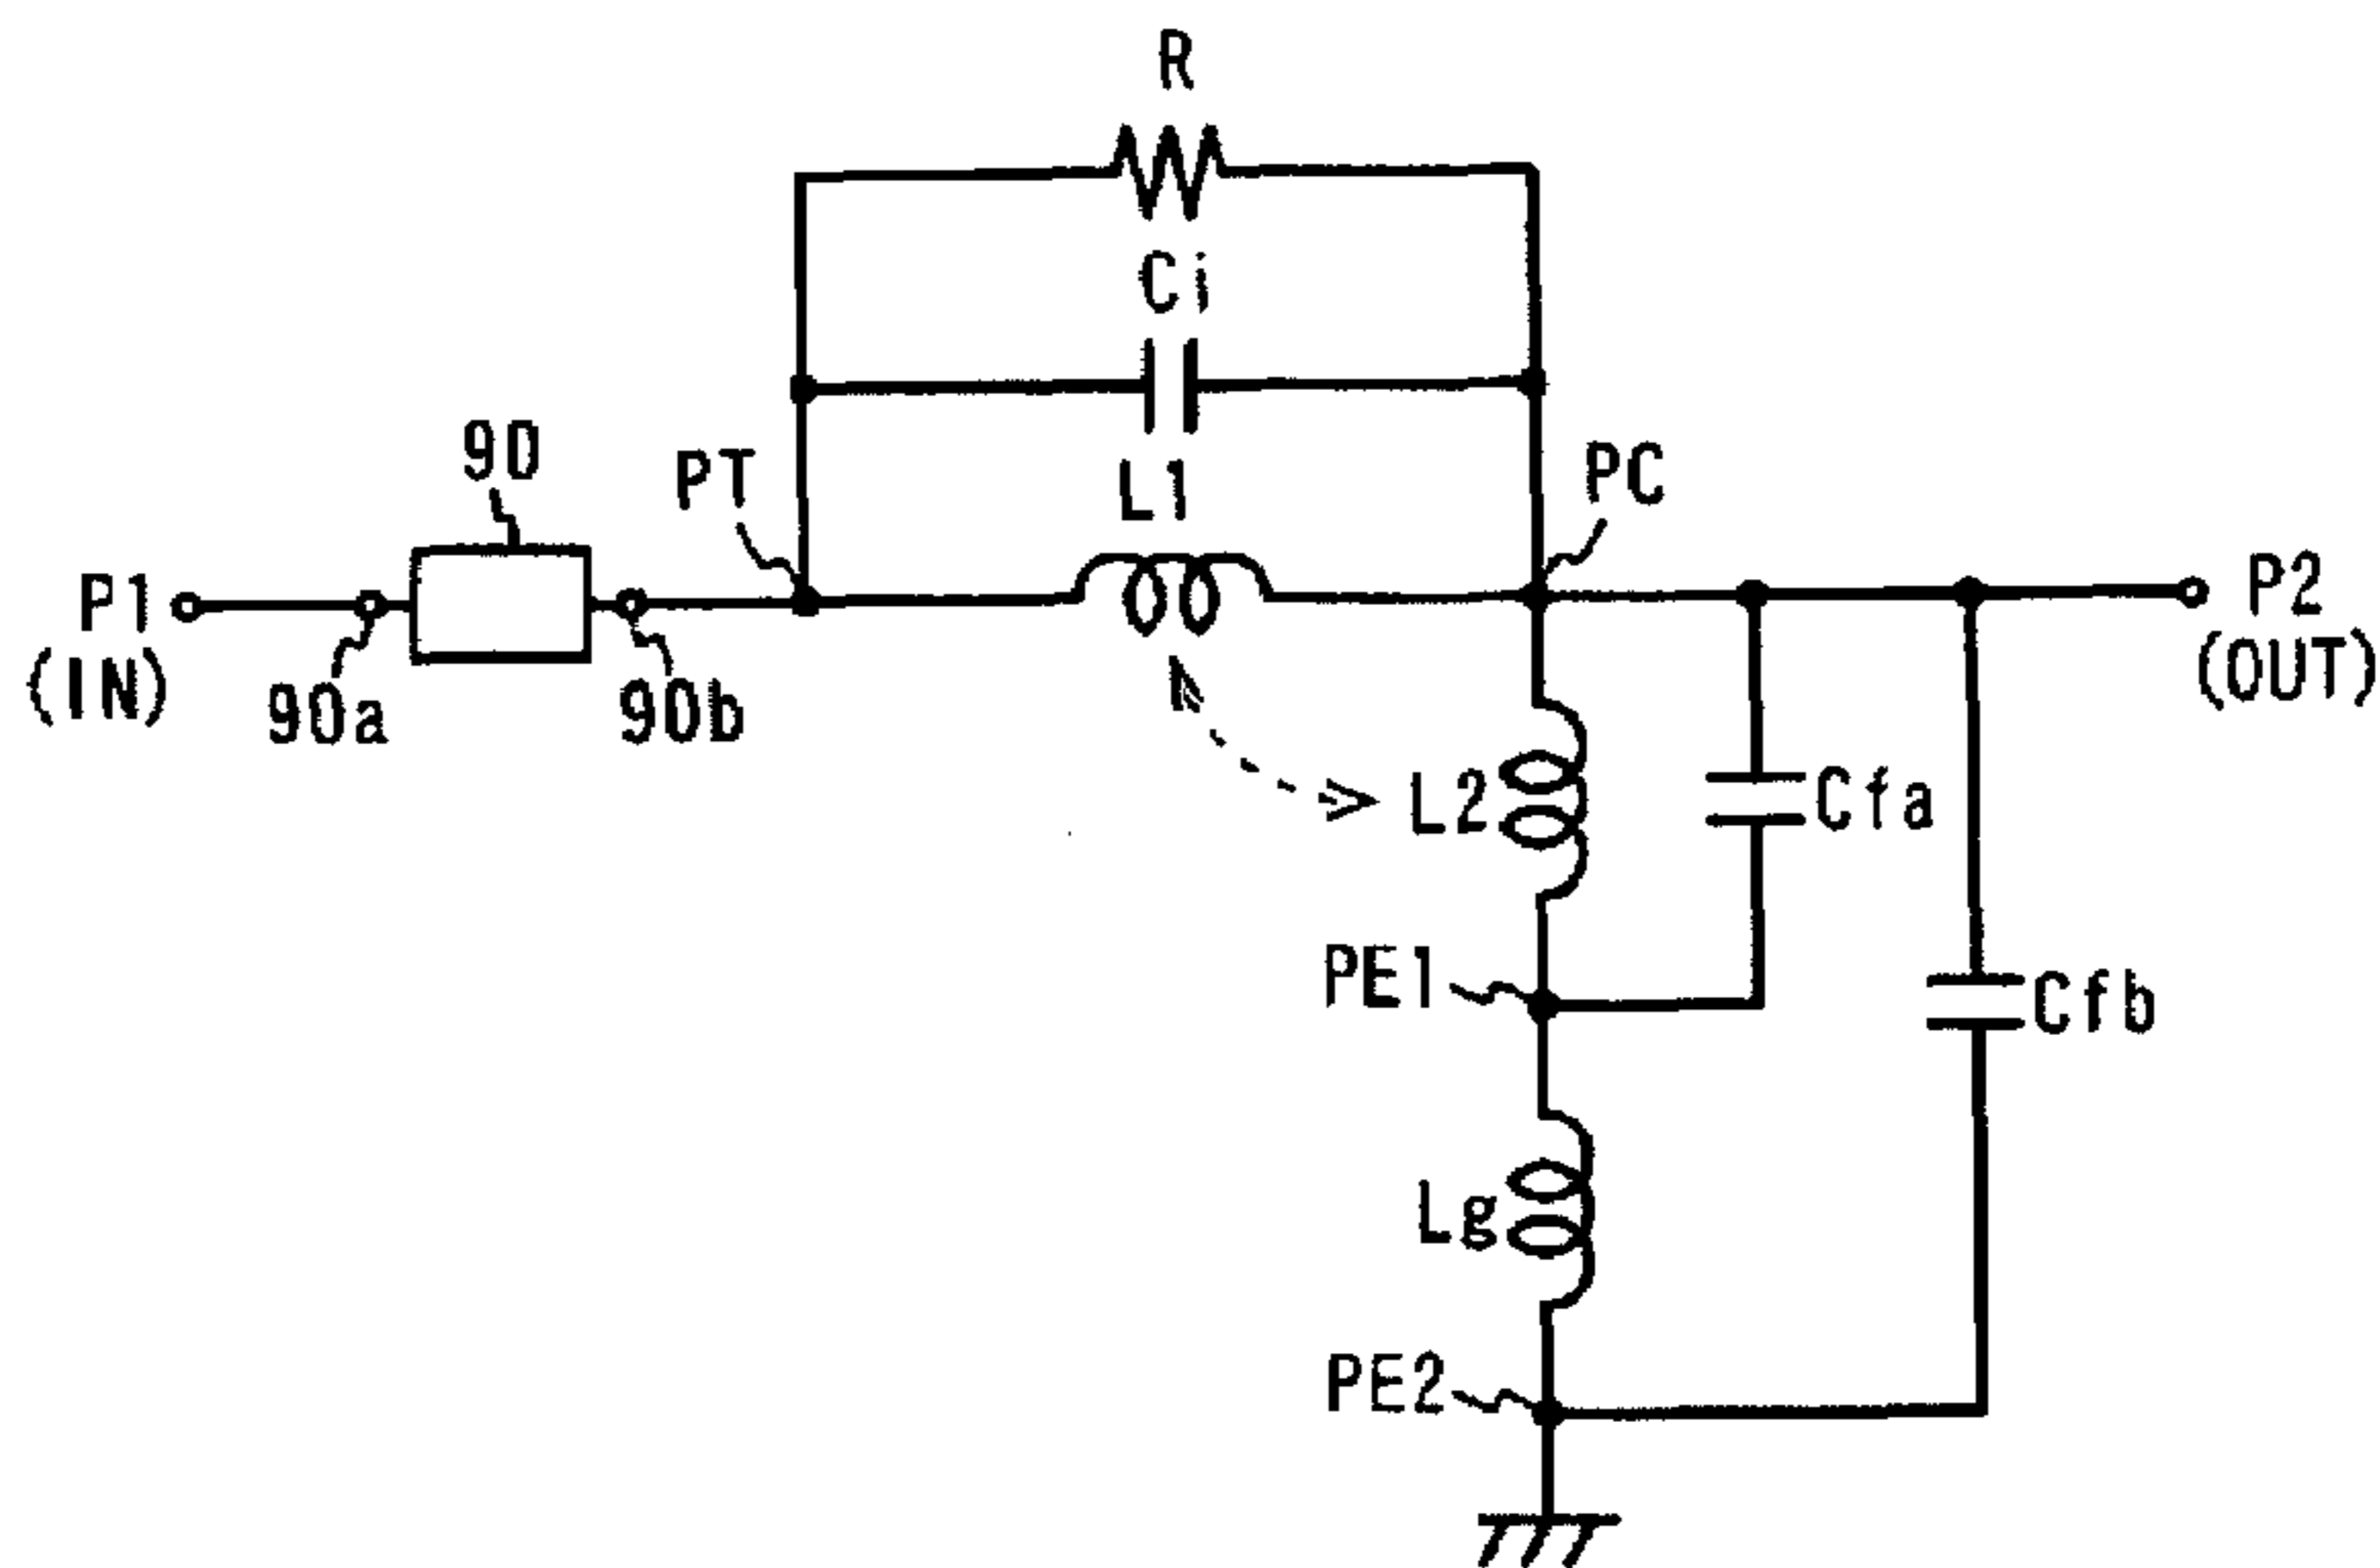 R
Ci
90
PT
L1
PC
P1
(IN)
90a
90b
P2
(OUT)
L2
Cfa
PE1
Cfb
Lg
PE2